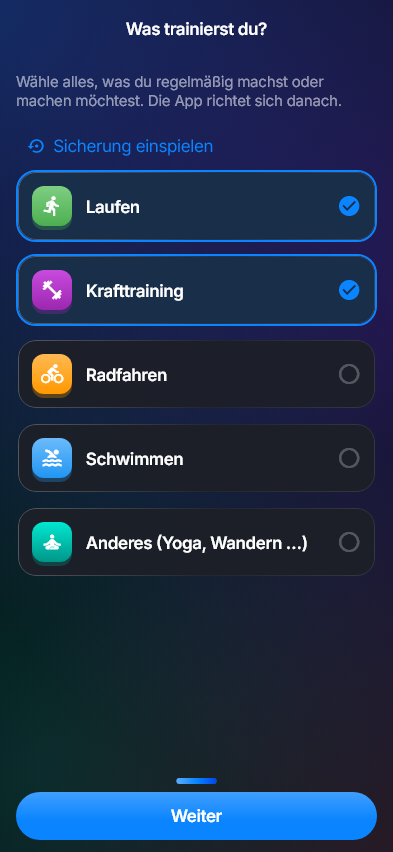 Was trainierst du?
Wähle alles, was du regelmäßig machst oder
machen möchtest. Die App richtet sich danach.
Sicherung einspielen
Laufen
Krafttraining
Radfahren
Schwimmen
Anderes (Yoga, Wandern ...)
Weiter